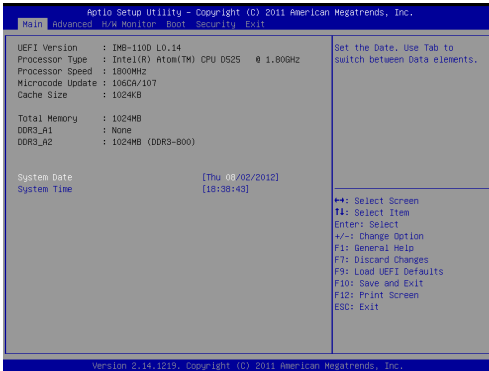 Aptio Setup Utility - Copyright (C) 2011 American Megatrends, Inc.
Main Advanced H/W Monitor Boot Security Exit
UEFI Version : IMB-110D L0.14
Processor Type : Intel(R) Atom(TM) CPU D525 @ 1.80GHz
Processor Speed : 1800MHz
Microcode Update : 106CA/107
Cache Size : 1024KB
Total Memory : 1024MB
DDR3_A1 : None
DDR3_A2 : 1024MB (DDR3-800)
System Date [Thu 08/02/2012]
System Time [18:38:43]
Set the Date. Use Tab to
switch between Data elements.
↔: Select Screen
↑↓: Select Item
Enter: Select
+/-: Change Option
F1: General Help
F7: Discard Changes
F9: Load UEFI Defaults
F10: Save and Exit
F12: Print Screen
ESC: Exit
Version 2.14.1219. Copyright (C) 2011 American Megatrends, Inc.